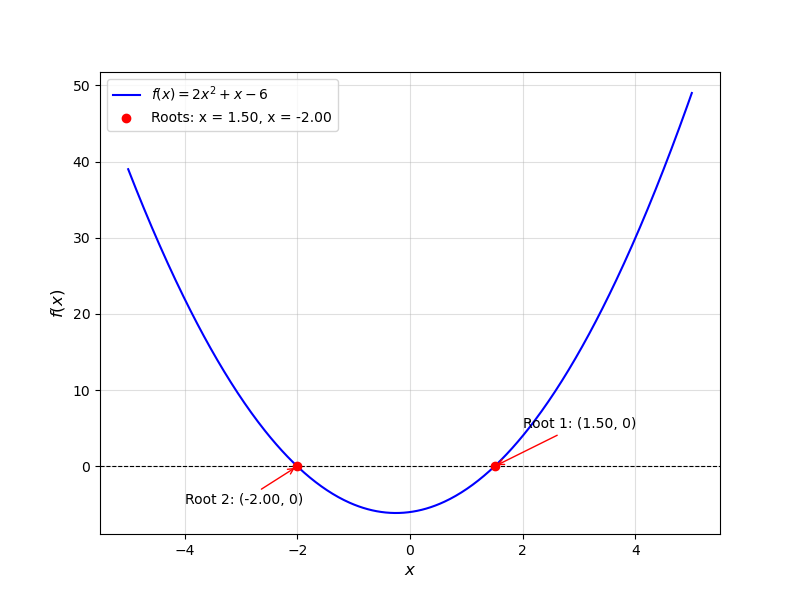 f(x) = 2x² + x − 6
Roots: x = 1.50, x = -2.00
50
40
30
20
10
0
f(x)
Root 1: (1.50, 0)
Root 2: (-2.00, 0)
−4
−2
0
2
4
x